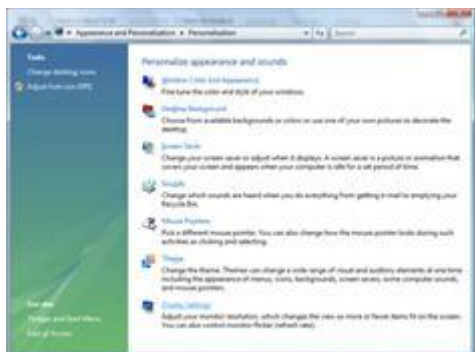 Appearance and Personalization ▸ Personalization
Search
Tasks
Change desktop icons
Adjust font size (DPI)
Personalize appearance and sounds
Window Color and Appearance
Fine tune the color and style of your windows.
Desktop Background
Choose from available backgrounds or colors or use one of your own pictures to decorate the
desktop.
Screen Saver
Change your screen saver or adjust when it displays. A screen saver is a picture or animation that
covers your screen and appears when your computer is idle for a set period of time.
Sounds
Change which sounds are heard when you do everything from getting e-mail to emptying your
Recycle Bin.
Mouse Pointers
Pick a different mouse pointer. You can also change how the mouse pointer looks during such
activities as clicking and selecting.
Theme
Change the theme. Themes can change a wide range of visual and auditory elements at one time
including the appearance of menus, icons, backgrounds, screen savers, some computer sounds,
and mouse pointers.
Display Settings
Adjust your monitor resolution, which changes the view so more or fewer items fit on the screen.
You can also control monitor flicker (refresh rate).
See also
Taskbar and Start Menu
Ease of Access